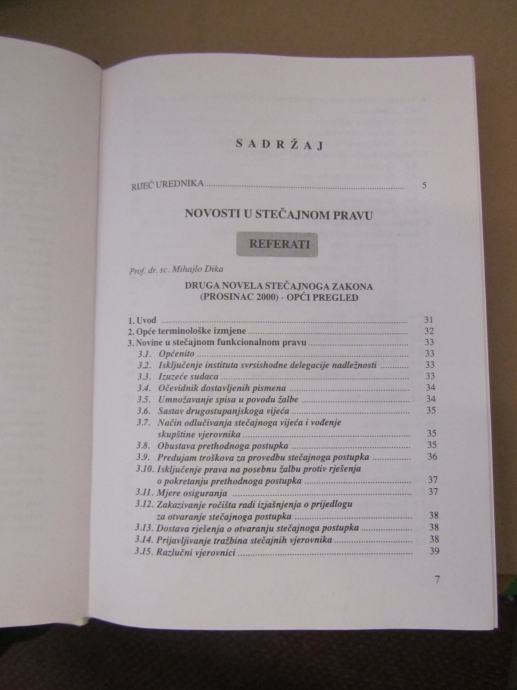 SADRŽAJ
RIJEČ UREDNIKA ........ 5
NOVOSTI U STEČAJNOM PRAVU
REFERATI
Prof. dr. sc. Mihajlo Dika
DRUGA NOVELA STEČAJNOGA ZAKONA
(PROSINAC 2000) - OPĆI PREGLED
1. Uvod ........ 31
2. Opće terminološke izmjene ........ 32
3. Novine u stečajnom funkcionalnom pravu ........ 33
3.1. Općenito ........ 33
3.2. Isključenje instituta svrsishodne delegacije nadležnosti ........ 33
3.3. Izuzeće sudaca ........ 33
3.4. Očevidnik dostavljenih pismena ........ 34
3.5. Umnožavanje spisa u povodu žalbe ........ 34
3.6. Sastav drugostupanjskoga vijeća ........ 35
3.7. Način odlučivanja stečajnoga vijeća i vođenje
skupštine vjerovnika ........ 35
3.8. Obustava prethodnoga postupka ........ 35
3.9. Predujam troškova za provedbu stečajnoga postupka ........ 36
3.10. Isključenje prava na posebnu žalbu protiv rješenja
o pokretanju prethodnoga postupka ........ 37
3.11. Mjere osiguranja ........ 37
3.12. Zakazivanje ročišta radi izjašnjenja o prijedlogu
za otvaranje stečajnoga postupka ........ 38
3.13. Dostava rješenja o otvaranju stečajnoga postupka ........ 38
3.14. Prijavljivanje tražbina stečajnih vjerovnika ........ 38
3.15. Razlučni vjerovnici ........ 39
7